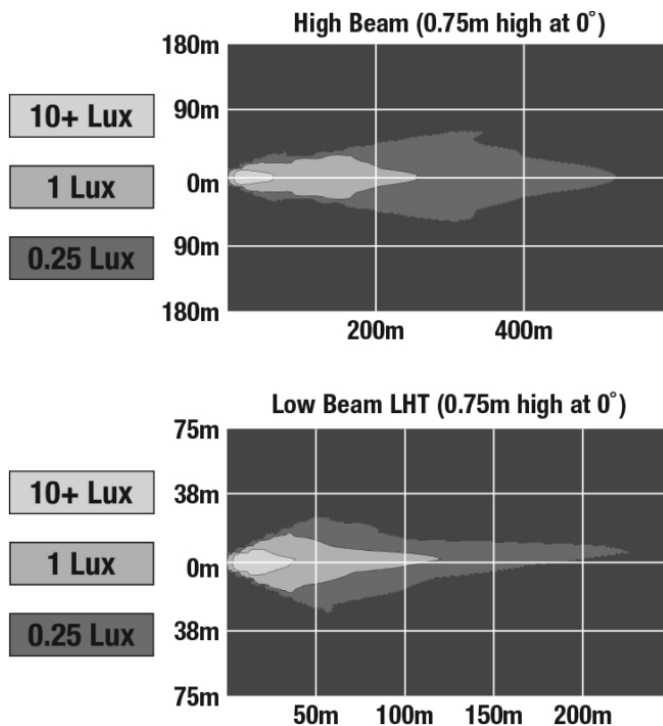 High Beam (0.75m high at 0°)
180m
90m
0m
90m
180m
200m 400m
10+ Lux
1 Lux
0.25 Lux
Low Beam LHT (0.75m high at 0°)
75m
38m
0m
38m
75m
50m 100m 150m 200m
10+ Lux
1 Lux
0.25 Lux